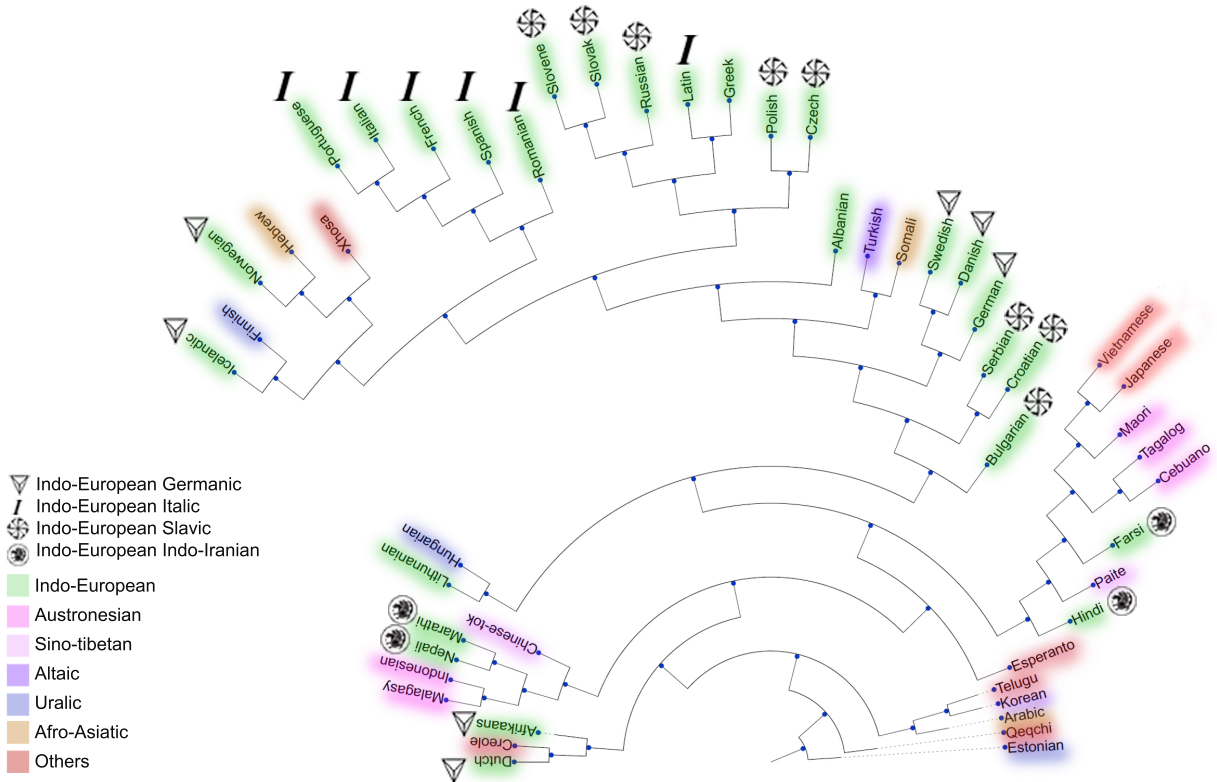 Slovene
Slovak
Russian
Latin
Greek
Polish
Czech
Portuguese
Italian
French
Spanish
Romanian
Norwegian
Hebrew
Xhosa
Finnish
Icelandic
Albanian
Turkish
Somali
Swedish
Danish
German
Serbian
Croatian
Bulgarian
Vietnamese
Japanese
Maori
Tagalog
Cebuano
Farsi
Paite
Hindi
Esperanto
Telugu
Korean
Arabic
Qeqchi
Estonian
Hungarian
Lithunanian
Marathi
Chinese-tok
Nepali
Indonesian
Malagasy
Afrikaans
Creole
Dutch
I
I
I
I
I
I
Indo-European Germanic
I Indo-European Italic
Indo-European Slavic
Indo-European Indo-Iranian
Indo-European
Austronesian
Sino-tibetan
Altaic
Uralic
Afro-Asiatic
Others